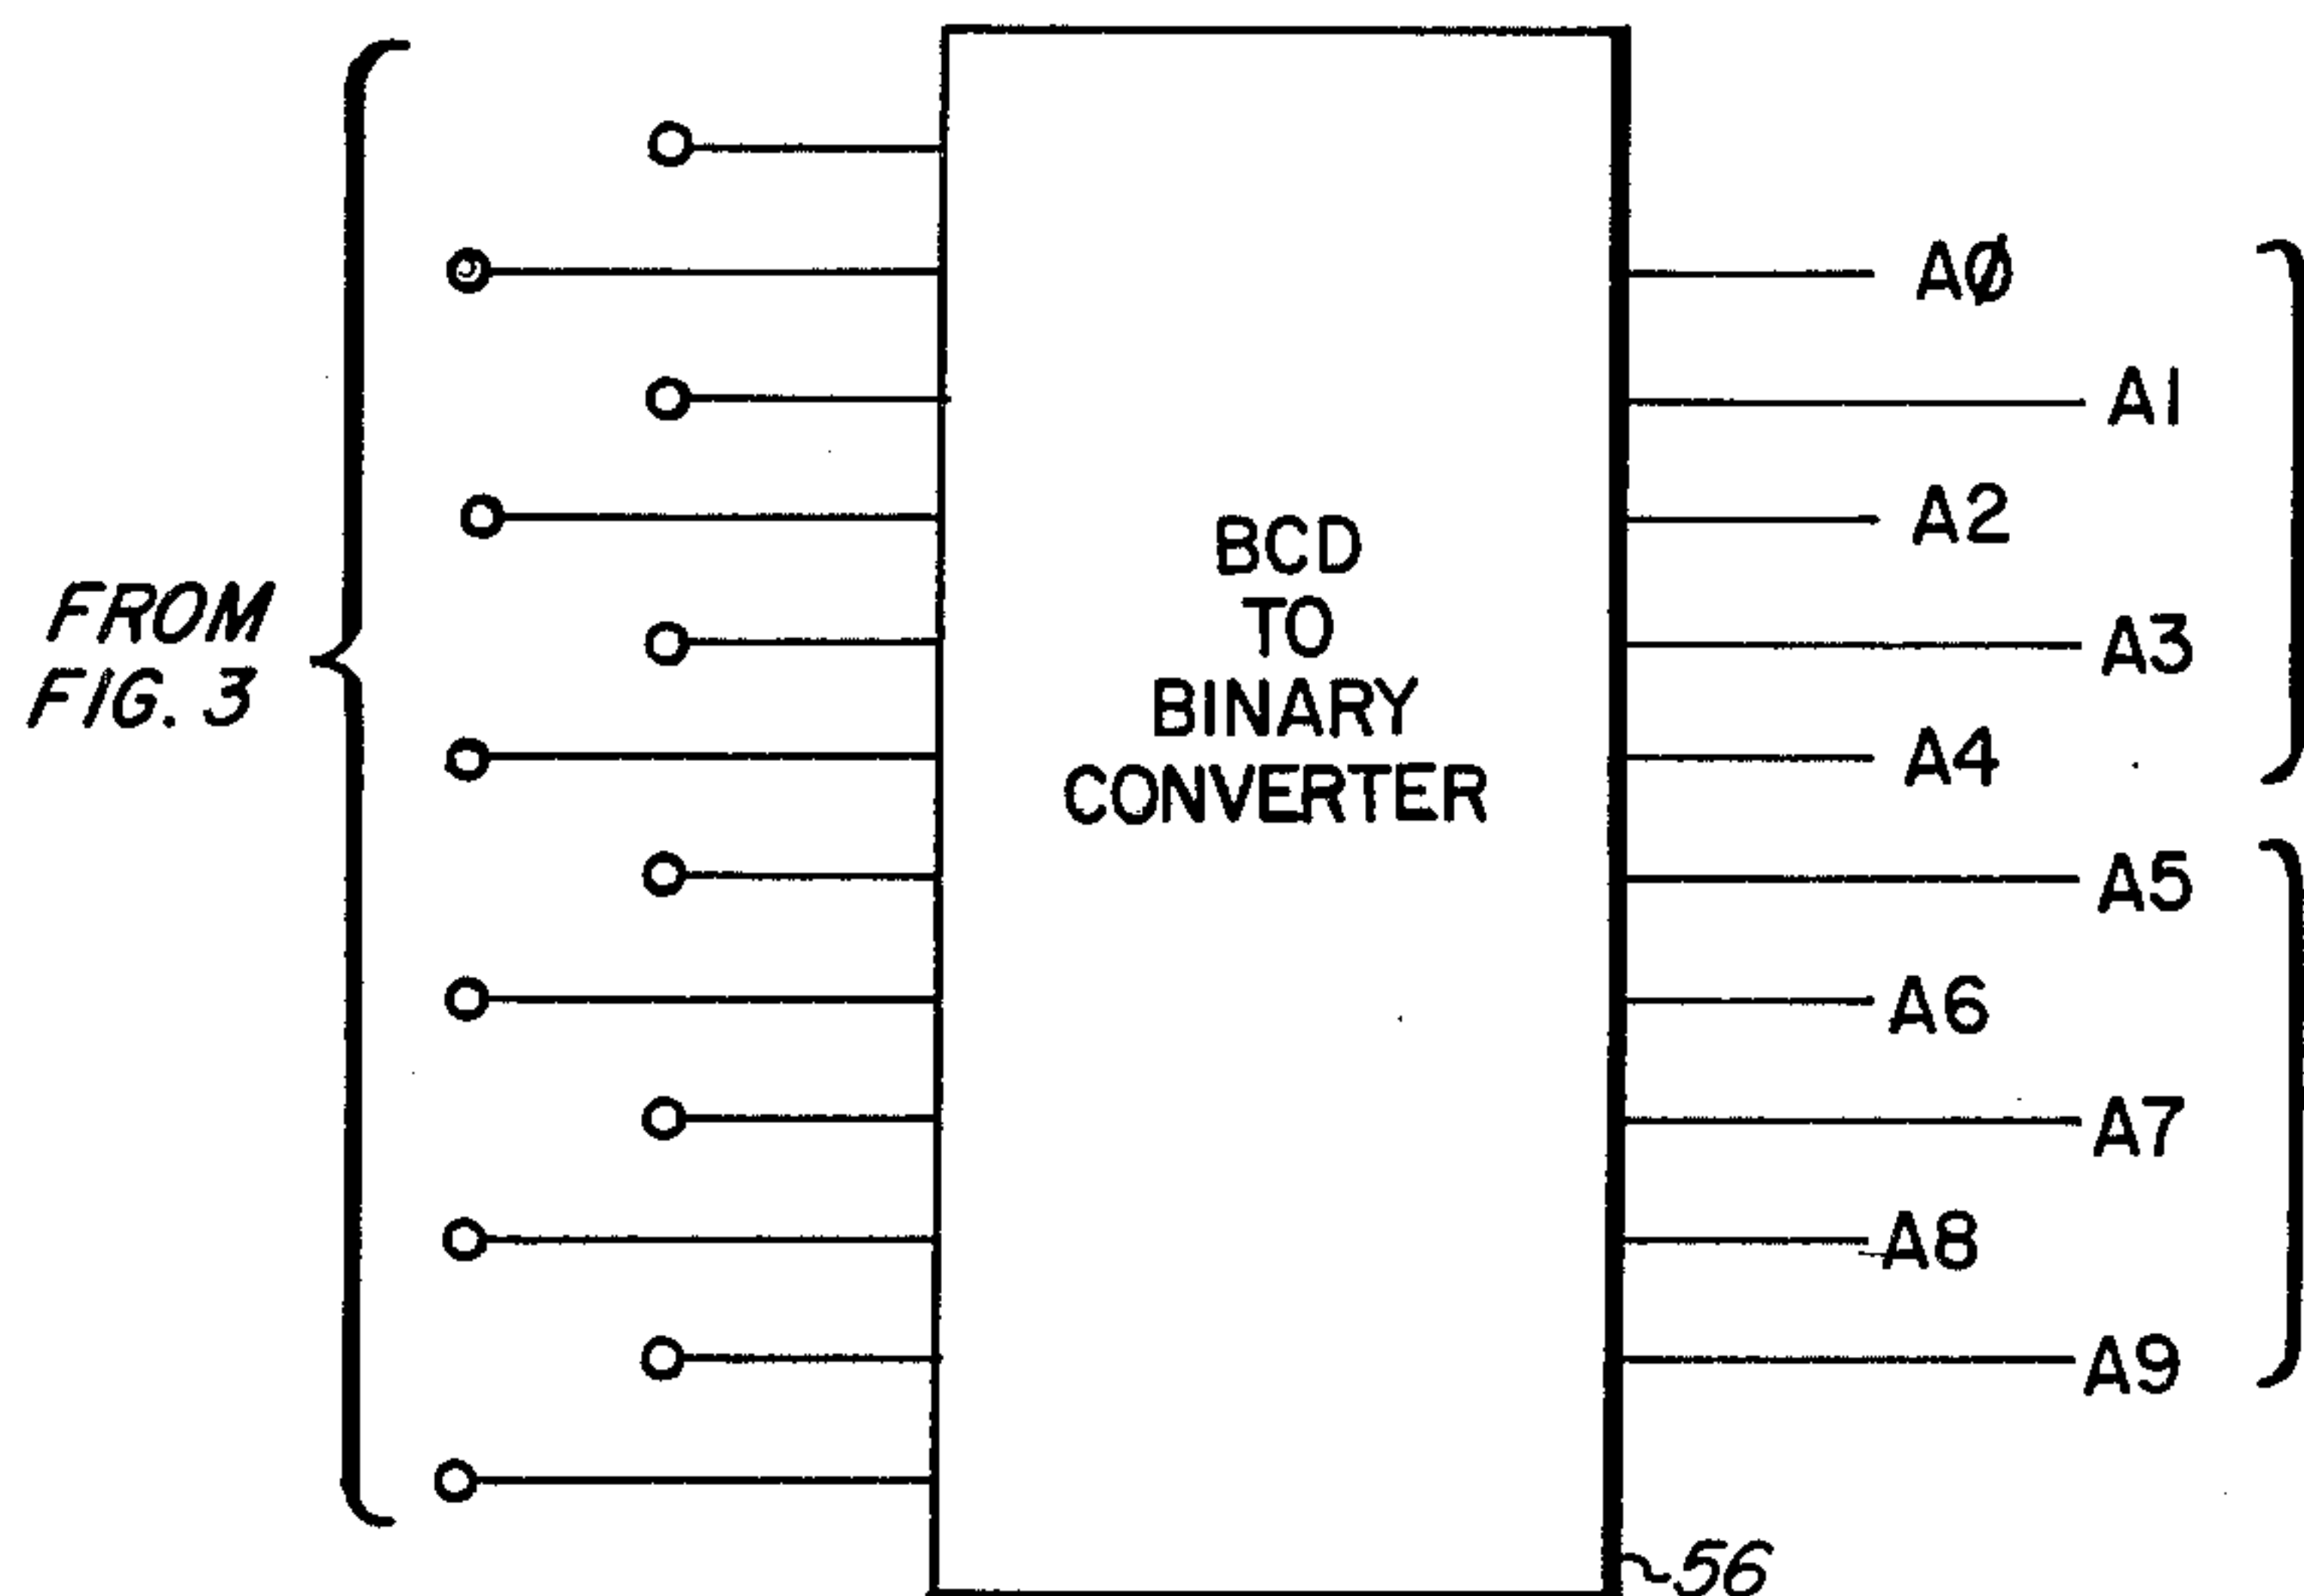 FROM
FIG. 3
BCD
TO
BINARY
CONVERTER
AØ
A1
A2
A3
A4
A5
A6
A7
A8
A9
56